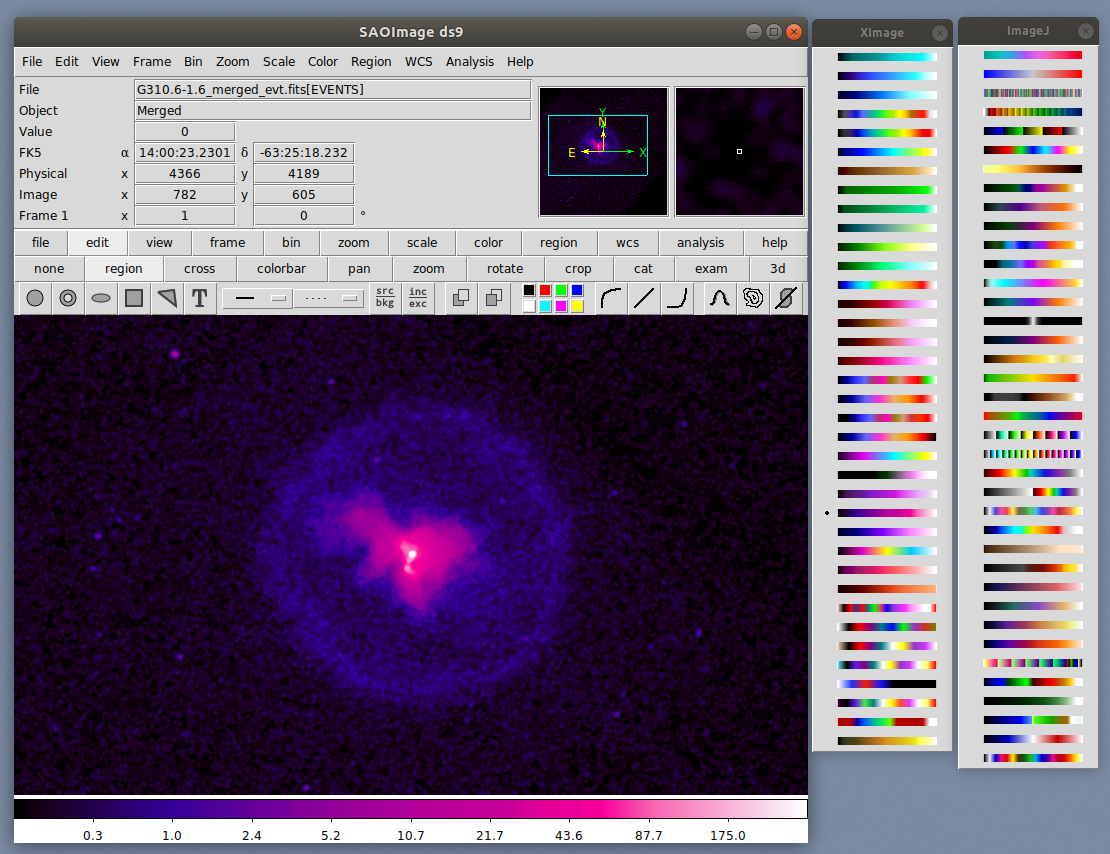 SAOImage ds9
XImage
ImageJ
File Edit View Frame Bin Zoom Scale Color Region WCS Analysis Help
File G310.6-1.6_merged_evt.fits[EVENTS]
Object Merged
Value 0
FK5 α 14:00:23.2301 δ -63:25:18.232
Physical x 4366 y 4189
Image x 782 y 605
Frame 1 x 1 0 °
Y
N
E X
file edit view frame bin zoom scale color region wcs analysis help
none region cross colorbar pan zoom rotate crop cat exam 3d
T
src inc
bkg exc
0.3 1.0 2.4 5.2 10.7 21.7 43.6 87.7 175.0